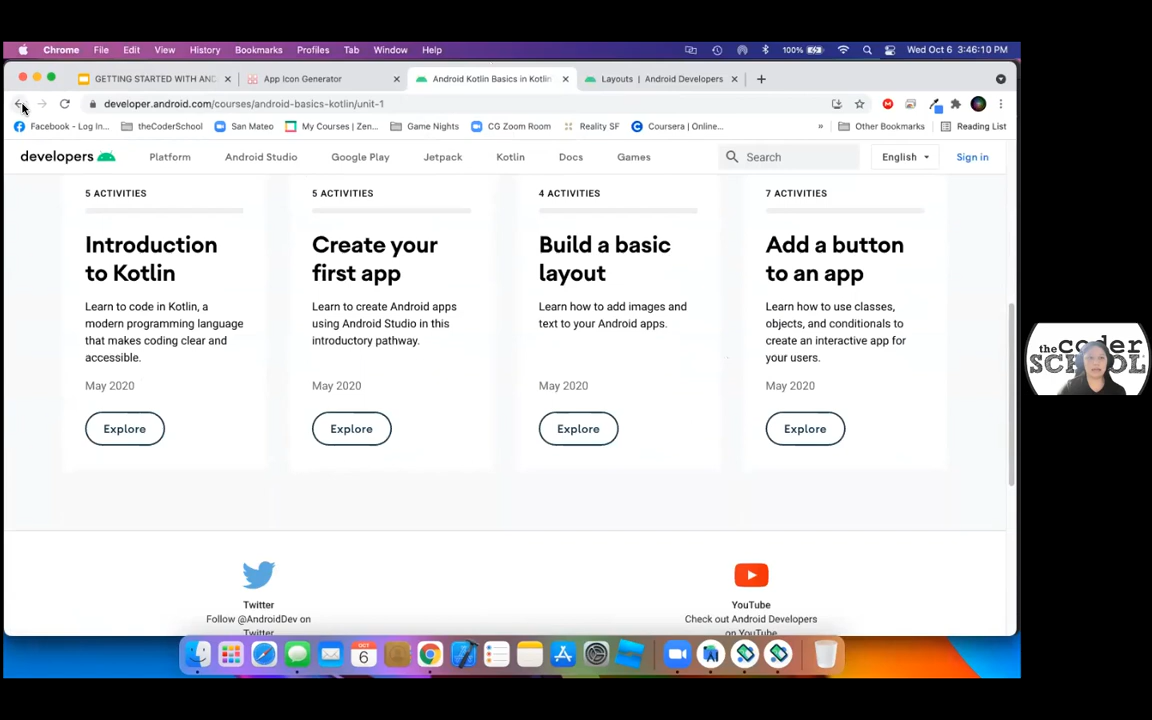 Chrome File Edit View History Bookmarks Profiles Tab Window Help 100% Wed Oct 6 3:46:10 PM
GETTING STARTED WITH AND App Icon Generator Android Kotlin Basics in Kotlin Layouts | Android Developers
developer.android.com/courses/android-basics-kotlin/unit-1
Facebook - Log In... theCoderSchool San Mateo My Courses | Zen... Game Nights CG Zoom Room Reality SF Coursera | Online... » Other Bookmarks Reading List
developers Platform Android Studio Google Play Jetpack Kotlin Docs Games Search English Sign in
5 ACTIVITIES
Introduction
to Kotlin
Learn to code in Kotlin, a
modern programming language
that makes coding clear and
accessible.
May 2020
Explore
5 ACTIVITIES
Create your
first app
Learn to create Android apps
using Android Studio in this
introductory pathway.
May 2020
Explore
4 ACTIVITIES
Build a basic
layout
Learn how to add images and
text to your Android apps.
May 2020
Explore
7 ACTIVITIES
Add a button
to an app
Learn how to use classes,
objects, and conditionals to
create an interactive app for
your users.
May 2020
Explore
Twitter
Follow @AndroidDev on
Twitter
YouTube
Check out Android Developers
on YouTube
OCT
6
the coder
SCHOOL